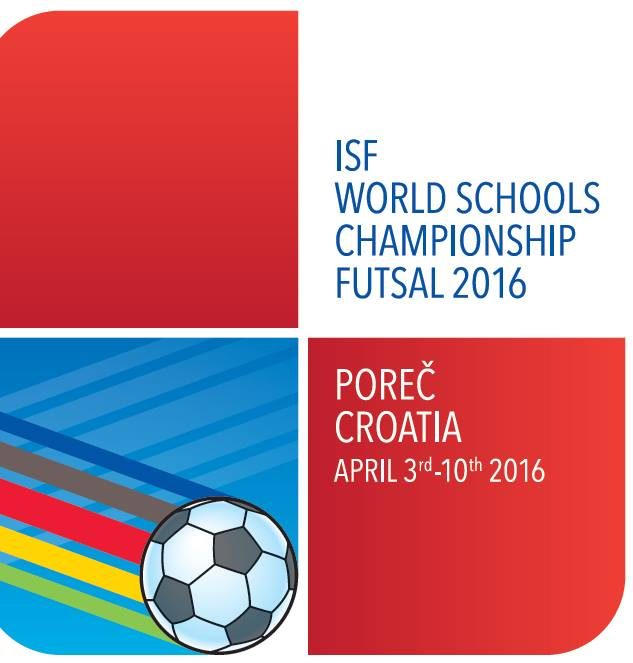 ISF
WORLD SCHOOLS
CHAMPIONSHIP
FUTSAL 2016
POREČ
CROATIA
APRIL 3rd-10th 2016